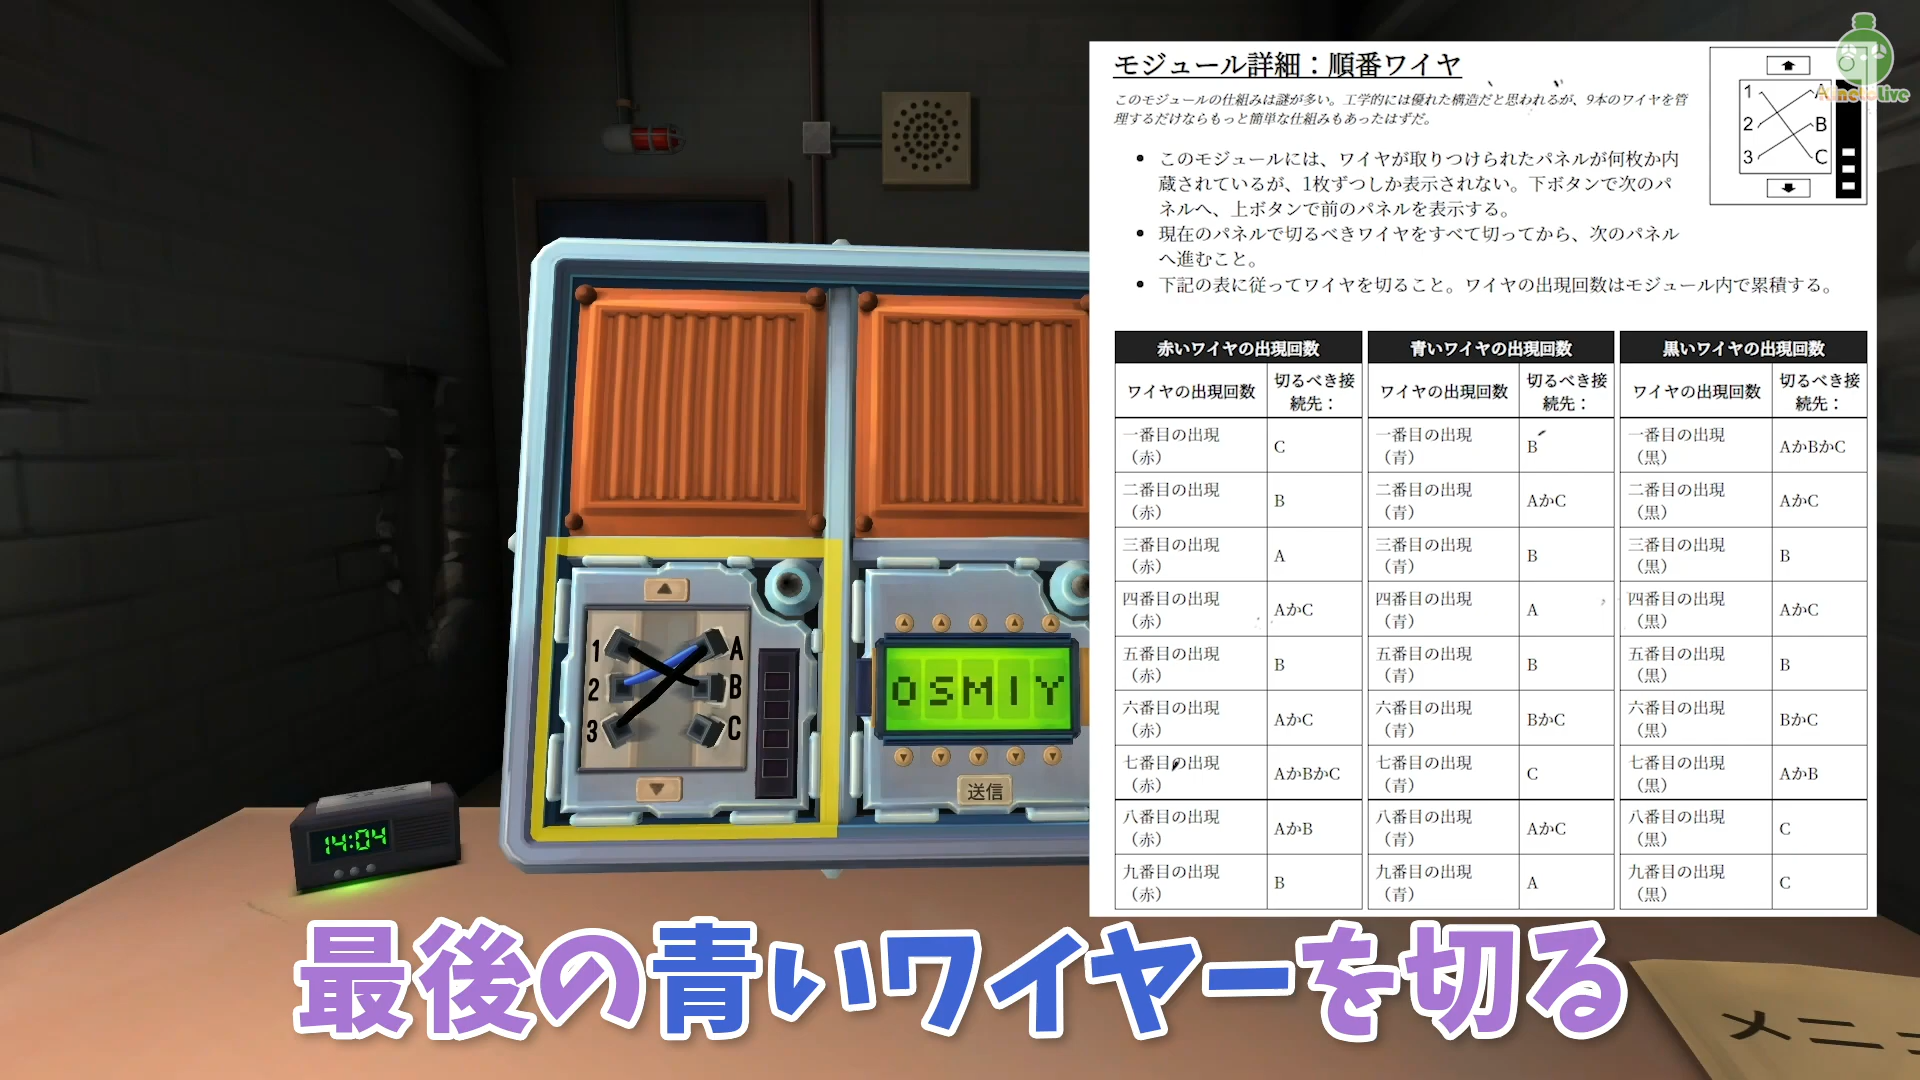 モジュール詳細：順番ワイヤ
このモジュールの仕組みは謎が多い。工学的には優れた構造だと思われるが、9本のワイヤを管
理するだけならもっと簡単な仕組みもあったはずだ。
このモジュールには、ワイヤが取りつけられたパネルが何枚か内
蔵されているが、1枚ずつしか表示されない。下ボタンで次のパ
ネルへ、上ボタンで前のパネルを表示する。
現在のパネルで切るべきワイヤをすべて切ってから、次のパネル
へ進むこと。
下記の表に従ってワイヤを切ること。ワイヤの出現回数はモジュール内で累積する。
1 A
2 B
3 C
KinetoLive
赤いワイヤの出現回数 青いワイヤの出現回数 黒いワイヤの出現回数
ワイヤの出現回数 切るべき接続先： ワイヤの出現回数 切るべき接続先： ワイヤの出現回数 切るべき接続先：
一番目の出現（赤） C 一番目の出現（青） B 一番目の出現（黒） AかBかC
二番目の出現（赤） B 二番目の出現（青） AかC 二番目の出現（黒） AかC
三番目の出現（赤） A 三番目の出現（青） B 三番目の出現（黒） B
四番目の出現（赤） AかC 四番目の出現（青） A 四番目の出現（黒） AかC
五番目の出現（赤） B 五番目の出現（青） B 五番目の出現（黒） B
六番目の出現（赤） AかC 六番目の出現（青） BかC 六番目の出現（黒） BかC
七番目の出現（赤） AかBかC 七番目の出現（青） C 七番目の出現（黒） AかB
八番目の出現（赤） AかB 八番目の出現（青） AかC 八番目の出現（黒） C
九番目の出現（赤） B 九番目の出現（青） A 九番目の出現（黒） C
1 A
2 B
3 C
OSMIY
送信
14:04
最後の青いワイヤーを切る
メニュ